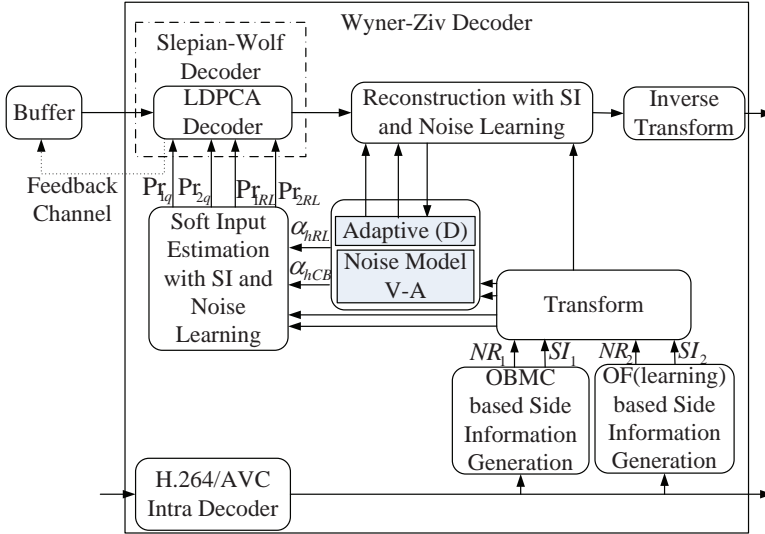 Wyner-Ziv Decoder
Slepian-Wolf
Decoder
Buffer
LDPCA
Decoder
Reconstruction with SI
and Noise Learning
Inverse
Transform
Feedback
Channel
Pr1q Pr2q Pr1RL Pr2RL
Soft Input
Estimation
with SI and
Noise
Learning
αhRL
αhCB
Adaptive (D)
Noise Model
V-A
Transform
NR1 SI1 NR2 SI2
OBMC
based Side
Information
Generation
OF(learning)
based Side
Information
Generation
H.264/AVC
Intra Decoder